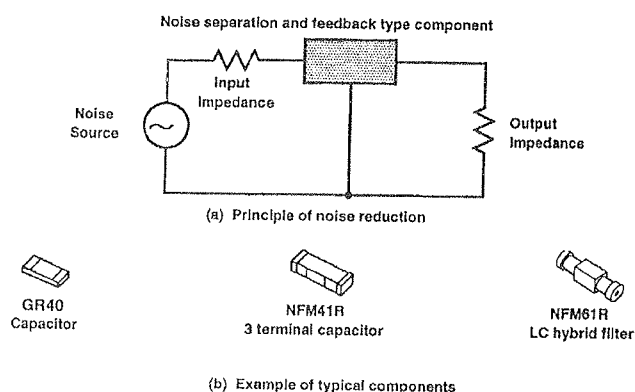 Noise separation and feedback type component
Input
Impedance
Noise
Source
Output
Impedance
(a) Principle of noise reduction
GR40
Capacitor
NFM41R
3 terminal capacitor
NFM61R
LC hybrid filter
(b) Example of typical components